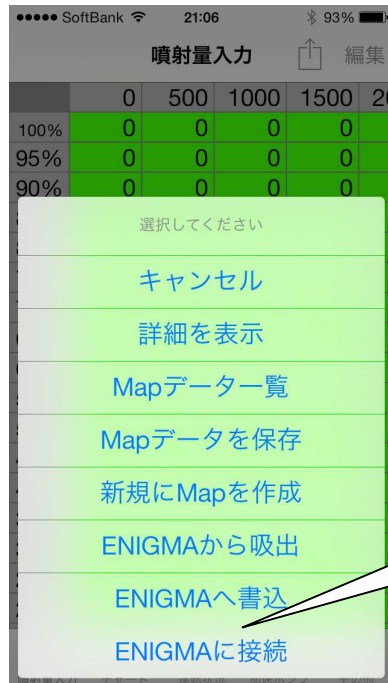 SoftBank 21:06 93%
噴射量入力 編集
0 500 1000 1500
100% 0 0 0 0
95% 0 0 0 0
90% 0 0 0 0
選択してください
キャンセル
詳細を表示
Mapデータ一覧
Mapデータを保存
新規にMapを作成
ENIGMAから吸出
ENIGMAへ書込
ENIGMAに接続